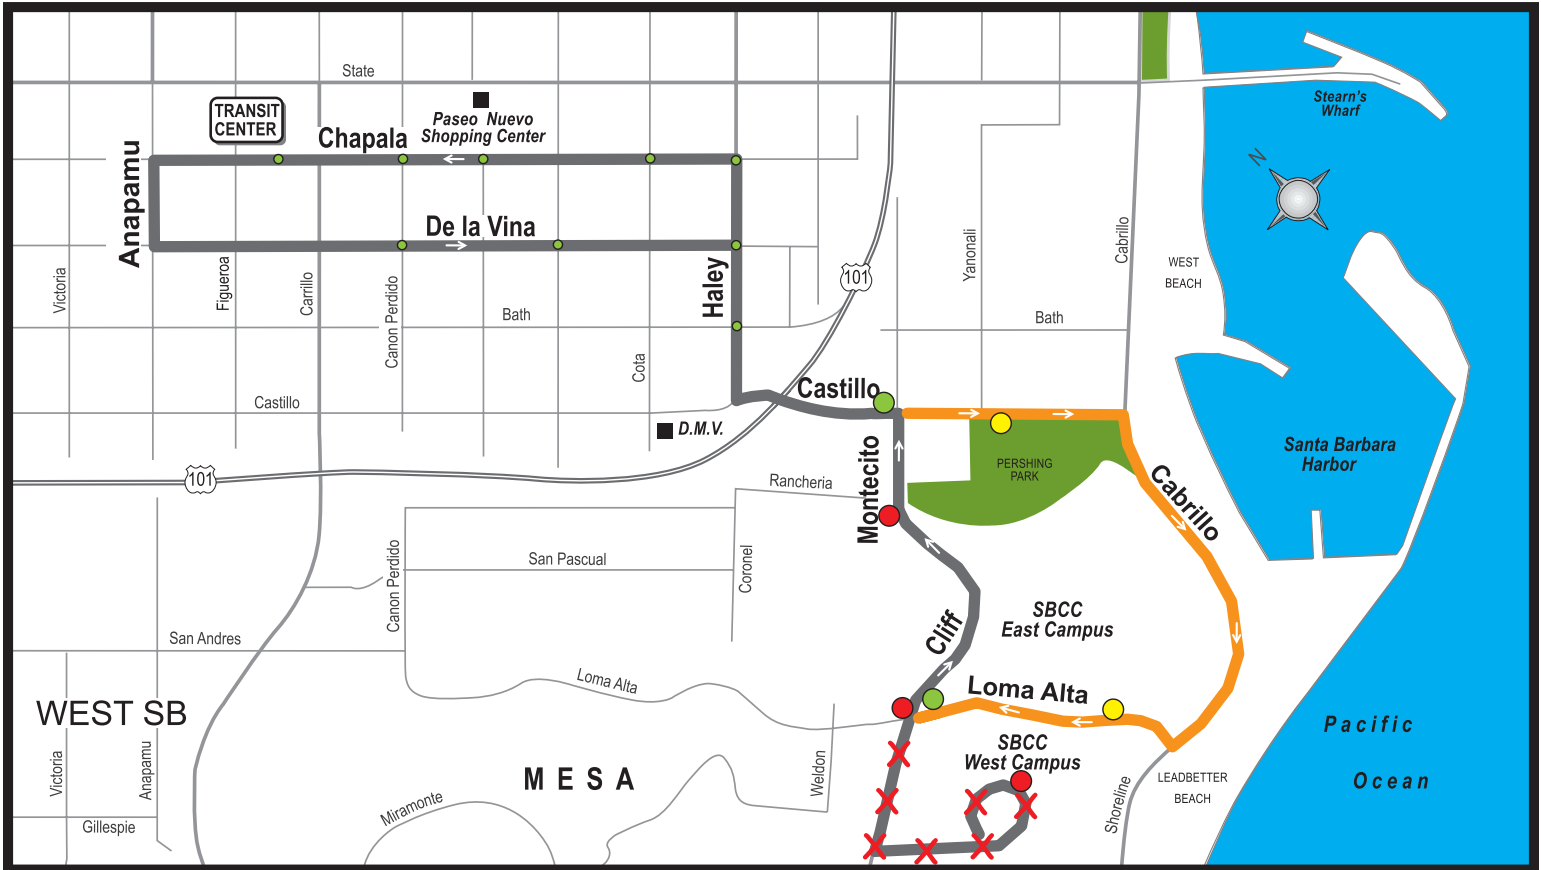 State
TRANSIT
CENTER
Chapala
Paseo Nuevo
Shopping Center
Stearn's
Wharf
N
Anapamu
De la Vina
Victoria
Figueroa
Carrillo
Canon Perdido
Bath
Haley
Cota
101
Yanonali
Cabrillo
WEST
BEACH
Bath
Castillo
Castillo
D.M.V.
101
Rancheria
Montecito
PERSHING
PARK
Cabrillo
Santa Barbara
Harbor
Canon Perdido
San Pascual
Coronel
San Andres
Cliff
SBCC
East Campus
Loma Alta
Loma Alta
WEST SB
Victoria
Anapamu
Gillespie
Miramonte
MESA
Weldon
SBCC
West Campus
Shoreline
LEADBETTER
BEACH
Pacific
Ocean